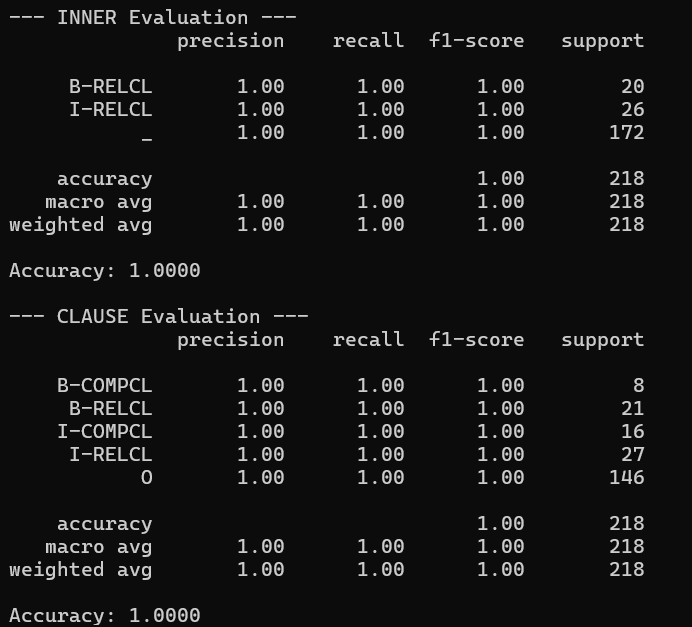 --- INNER Evaluation ---
precision recall f1-score support
B-RELCL 1.00 1.00 1.00 20
I-RELCL 1.00 1.00 1.00 26
_ 1.00 1.00 1.00 172
accuracy 1.00 218
macro avg 1.00 1.00 1.00 218
weighted avg 1.00 1.00 1.00 218
Accuracy: 1.0000
--- CLAUSE Evaluation ---
precision recall f1-score support
B-COMPCL 1.00 1.00 1.00 8
B-RELCL 1.00 1.00 1.00 21
I-COMPCL 1.00 1.00 1.00 16
I-RELCL 1.00 1.00 1.00 27
O 1.00 1.00 1.00 146
accuracy 1.00 218
macro avg 1.00 1.00 1.00 218
weighted avg 1.00 1.00 1.00 218
Accuracy: 1.0000